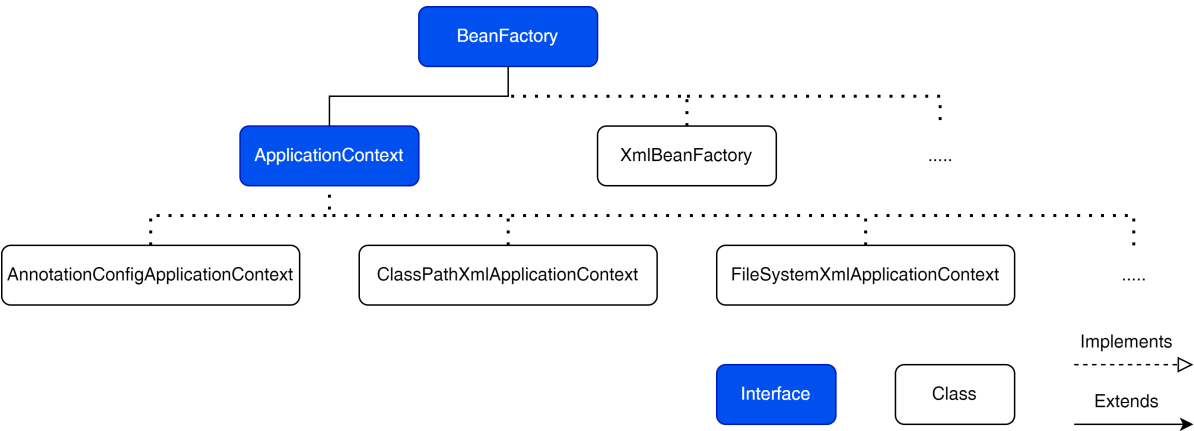 BeanFactory
ApplicationContext
XmlBeanFactory
.....
AnnotationConfigApplicationContext
ClassPathXmlApplicationContext
FileSystemXmlApplicationContext
.....
Implements
Interface
Class
Extends